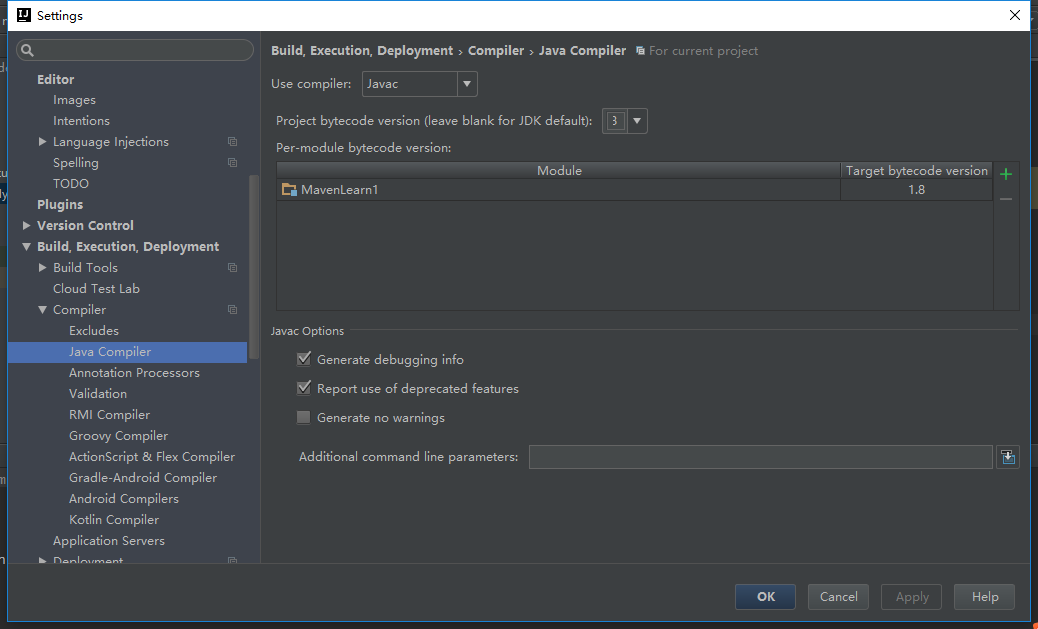 Settings
Editor
Images
Intentions
Language Injections
Spelling
TODO
Plugins
Version Control
Build, Execution, Deployment
Build Tools
Cloud Test Lab
Compiler
Excludes
Java Compiler
Annotation Processors
Validation
RMI Compiler
Groovy Compiler
ActionScript & Flex Compiler
Gradle-Android Compiler
Android Compilers
Kotlin Compiler
Application Servers
Deployment
Build, Execution, Deployment › Compiler › Java Compiler For current project
Use compiler: Javac
Project bytecode version (leave blank for JDK default):
Per-module bytecode version:
Module Target bytecode version
MavenLearn1 1.8
Javac Options
Generate debugging info
Report use of deprecated features
Generate no warnings
Additional command line parameters:
OK Cancel Apply Help